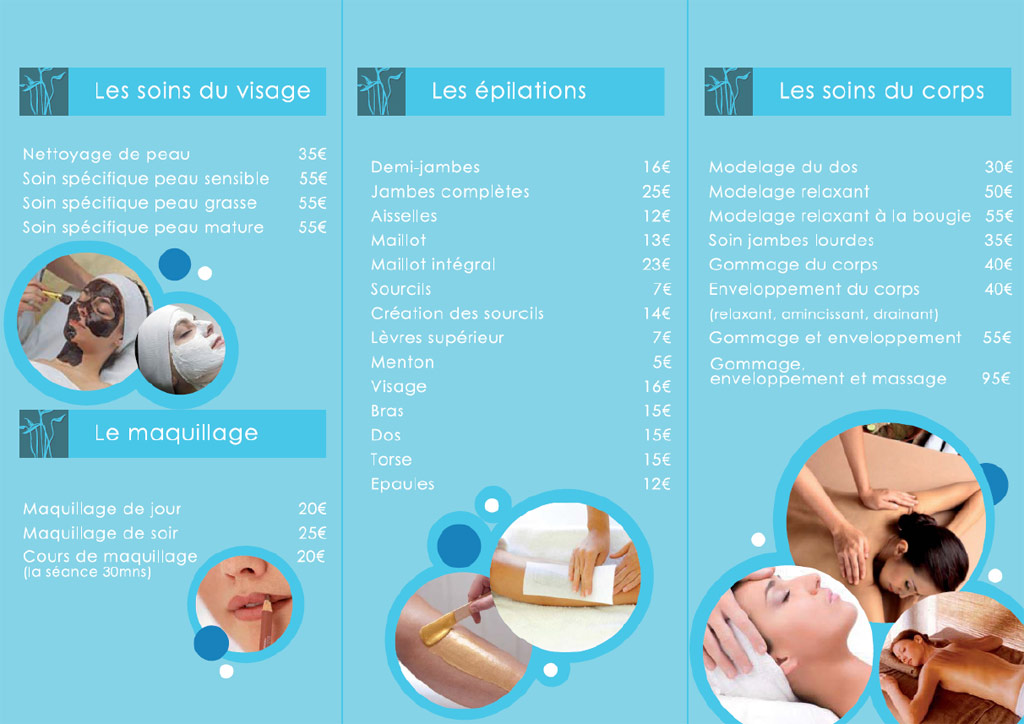 Les soins du visage
Nettoyage de peau 35€
Soin spécifique peau sensible 55€
Soin spécifique peau grasse 55€
Soin spécifique peau mature 55€
Le maquillage
Maquillage de jour 20€
Maquillage de soir 25€
Cours de maquillage 20€
(la séance 30mns)
Les épilations
Demi-jambes 16€
Jambes complètes 25€
Aisselles 12€
Maillot 13€
Maillot intégral 23€
Sourcils 7€
Création des sourcils 14€
Lèvres supérieur 7€
Menton 5€
Visage 16€
Bras 15€
Dos 15€
Torse 15€
Epaules 12€
Les soins du corps
Modelage du dos 30€
Modelage relaxant 50€
Modelage relaxant à la bougie 55€
Soin jambes lourdes 35€
Gommage du corps 40€
Enveloppement du corps 40€
(relaxant, amincissant, drainant)
Gommage et enveloppement 55€
Gommage,
enveloppement et massage 95€